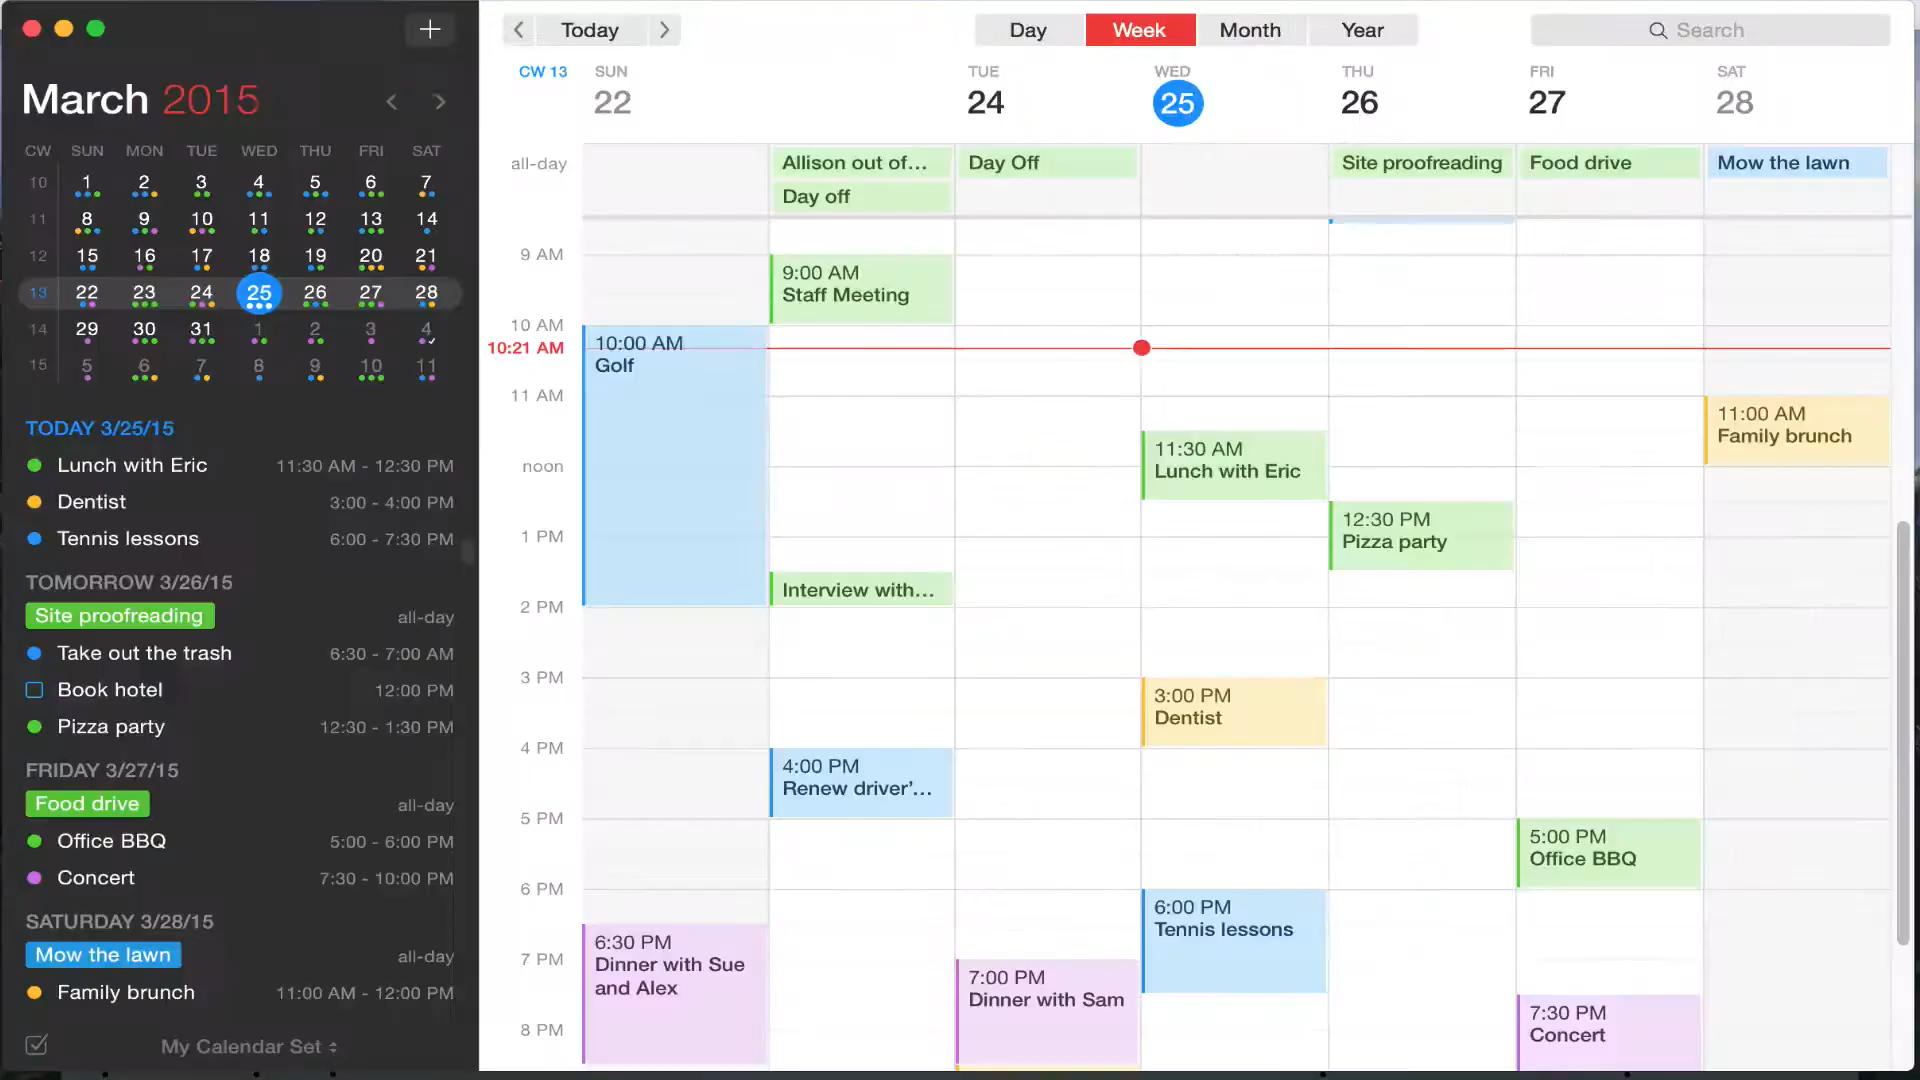 March 2015
CW SUN MON TUE WED THU FRI SAT
10 1 2 3 4 5 6 7
11 8 9 10 11 12 13 14
12 15 16 17 18 19 20 21
13 22 23 24 25 26 27 28
14 29 30 31 1 2 3 4
15 5 6 7 8 9 10 11
TODAY 3/25/15
Lunch with Eric 11:30 AM - 12:30 PM
Dentist 3:00 - 4:00 PM
Tennis lessons 6:00 - 7:30 PM
TOMORROW 3/26/15
Site proofreading all-day
Take out the trash 6:30 - 7:00 AM
Book hotel 12:00 PM
Pizza party 12:30 - 1:30 PM
FRIDAY 3/27/15
Food drive all-day
Office BBQ 5:00 - 6:00 PM
Concert 7:30 - 10:00 PM
SATURDAY 3/28/15
Mow the lawn all-day
Family brunch 11:00 AM - 12:00 PM
My Calendar Set
Today
Day Week Month Year
Search
CW 13 SUN TUE WED THU FRI SAT
22 24 25 26 27 28
all-day Allison out of... Day Off Site proofreading Food drive Mow the lawn
Day off
9 AM
9:00 AM
Staff Meeting
10 AM
10:21 AM
10:00 AM
Golf
11 AM
11:00 AM
Family brunch
11:30 AM
Lunch with Eric
noon
12:30 PM
Pizza party
1 PM
Interview with...
2 PM
3 PM
3:00 PM
Dentist
4 PM
4:00 PM
Renew driver’...
5 PM
5:00 PM
Office BBQ
6 PM
6:00 PM
Tennis lessons
6:30 PM
Dinner with Sue
and Alex
7 PM
7:00 PM
Dinner with Sam
7:30 PM
Concert
8 PM